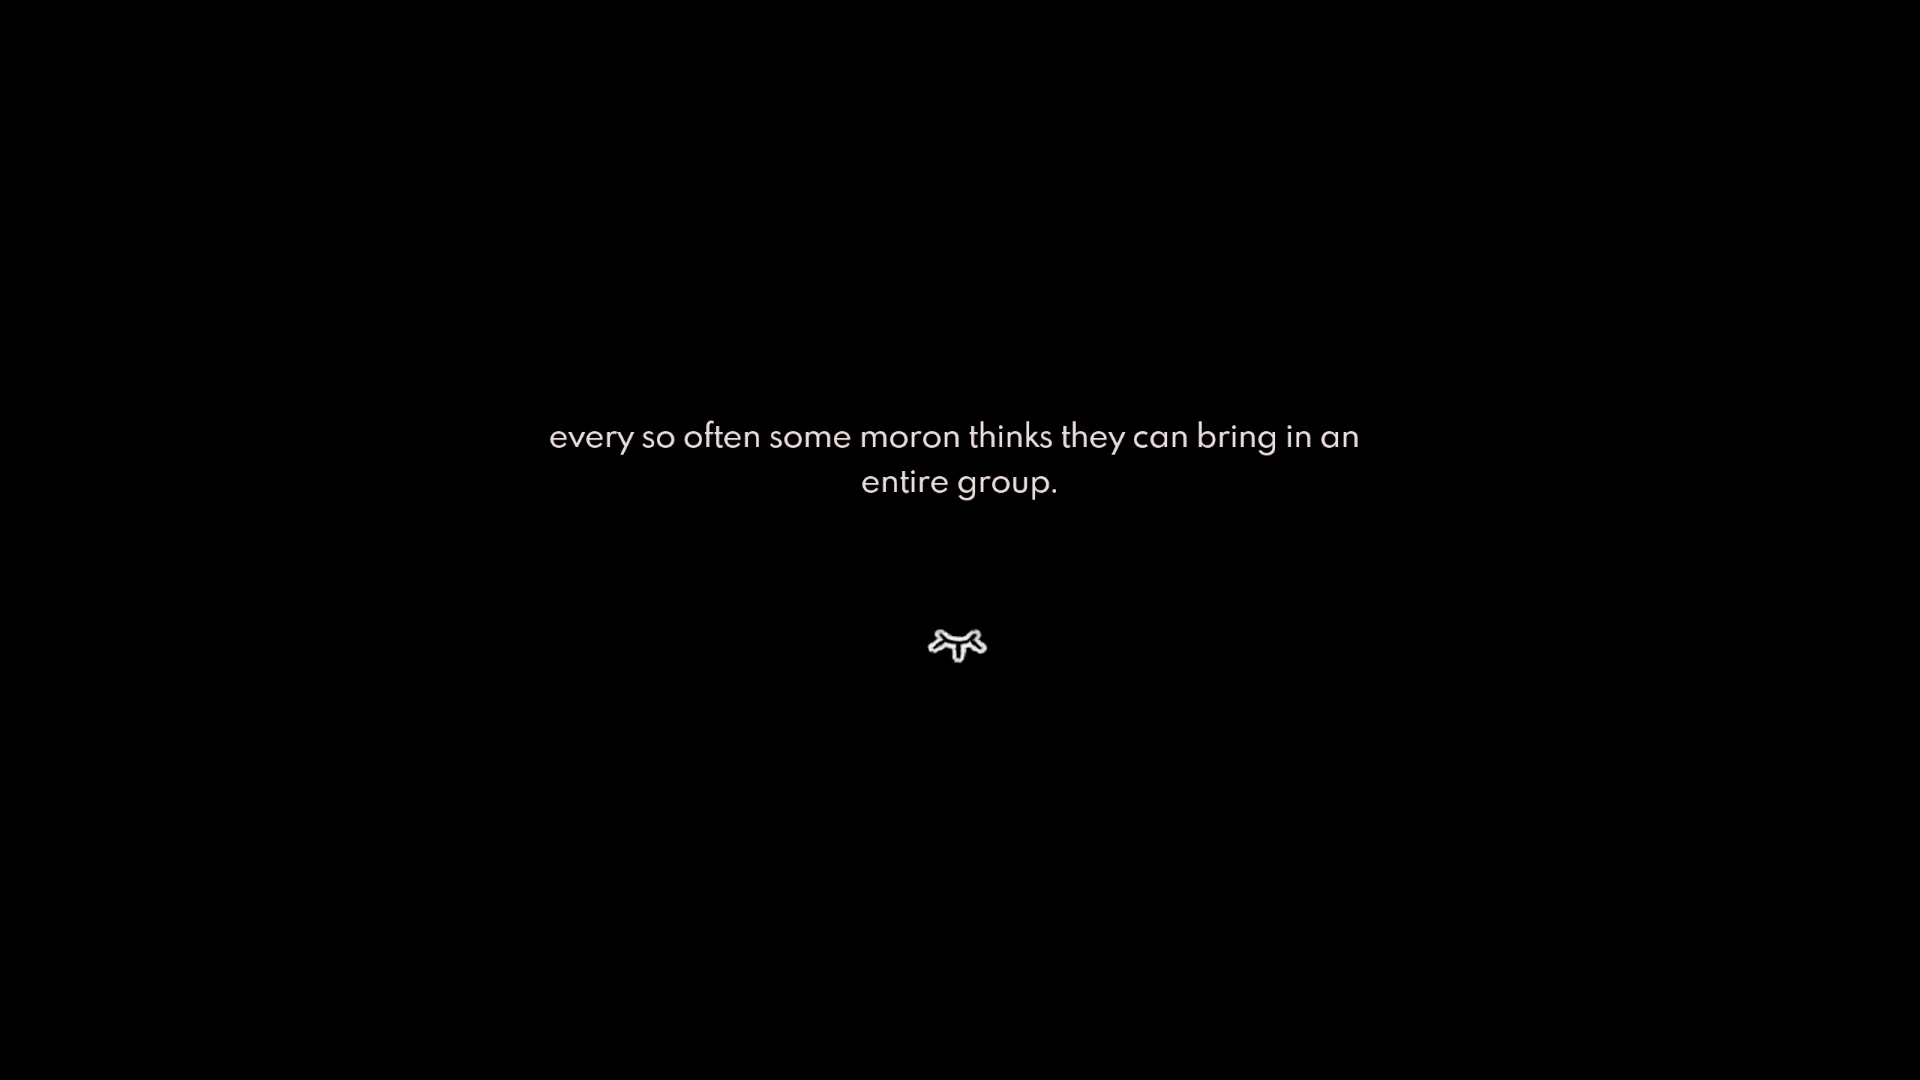 every so often some moron thinks they can bring in an
entire group.